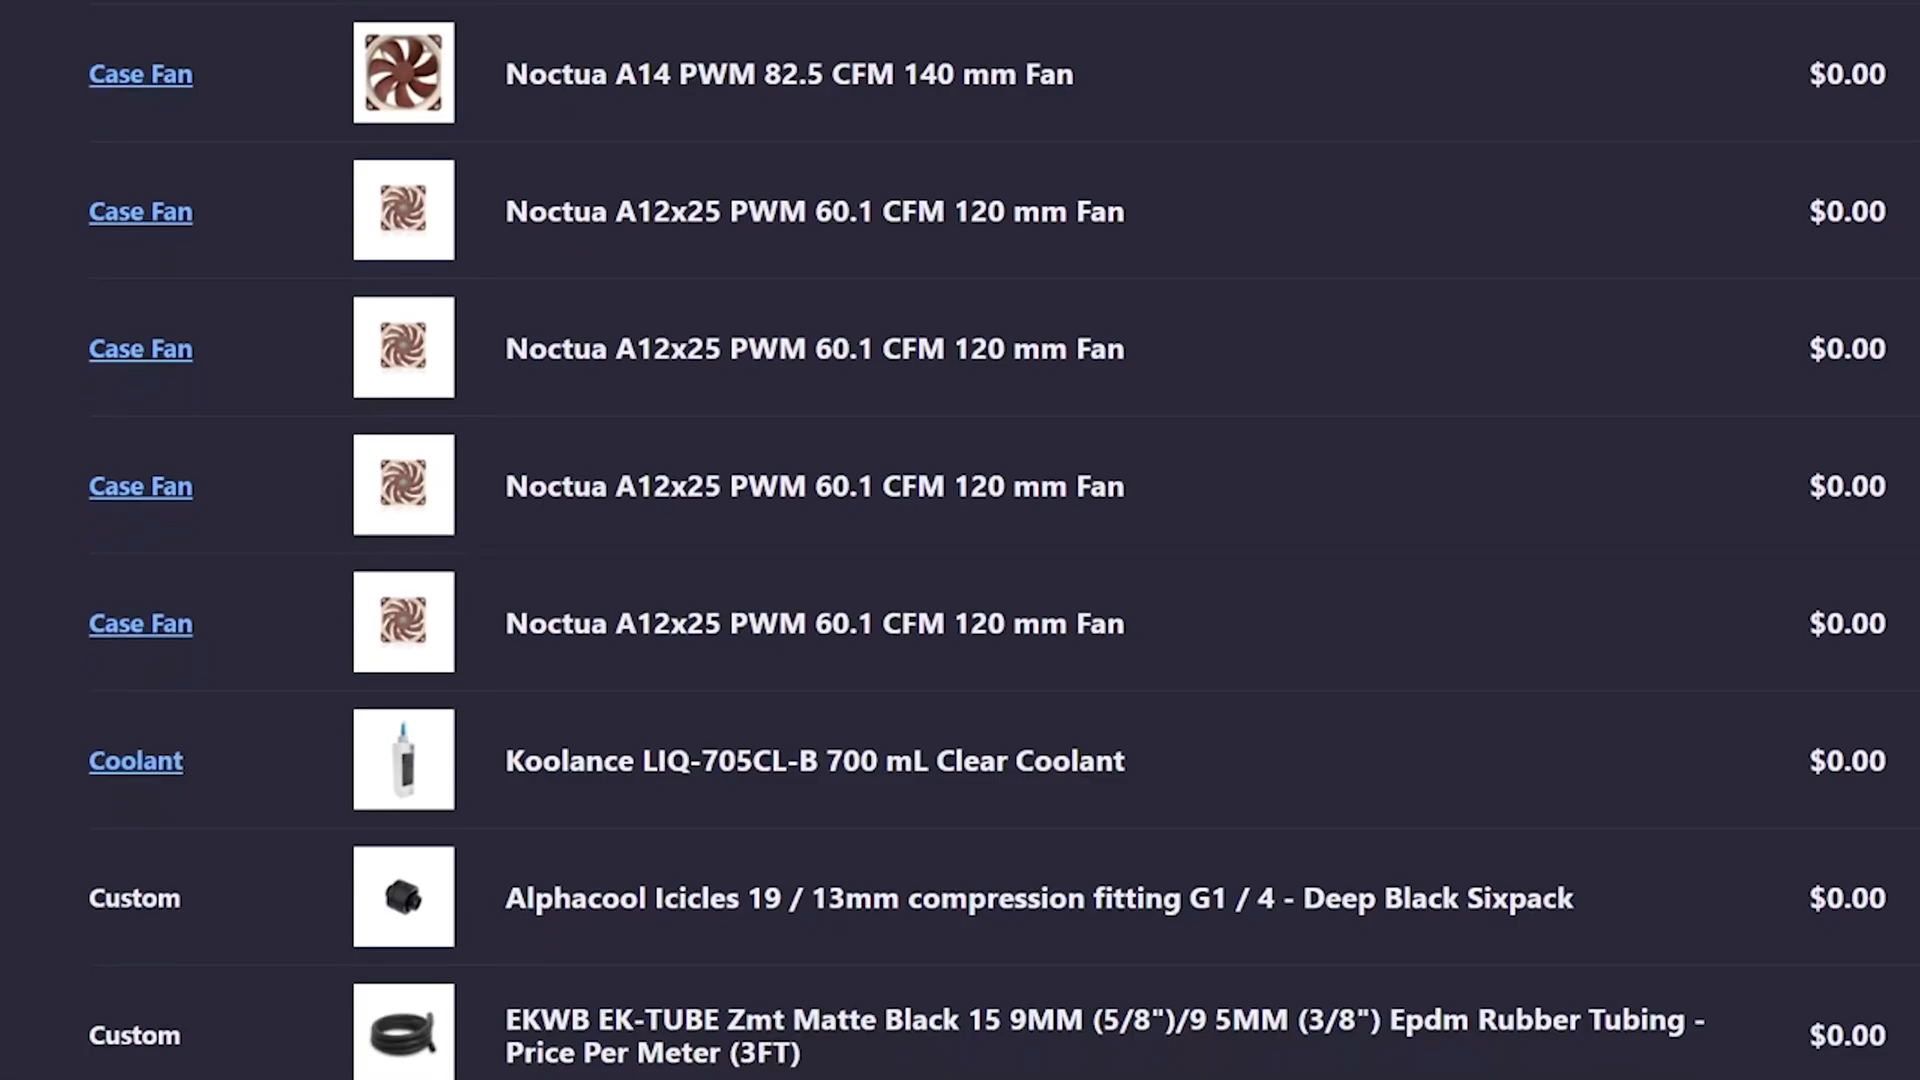 Case Fan Noctua A14 PWM 82.5 CFM 140 mm Fan $0.00
Case Fan Noctua A12x25 PWM 60.1 CFM 120 mm Fan $0.00
Case Fan Noctua A12x25 PWM 60.1 CFM 120 mm Fan $0.00
Case Fan Noctua A12x25 PWM 60.1 CFM 120 mm Fan $0.00
Case Fan Noctua A12x25 PWM 60.1 CFM 120 mm Fan $0.00
Coolant Koolance LIQ-705CL-B 700 mL Clear Coolant $0.00
Custom Alphacool Icicles 19 / 13mm compression fitting G1 / 4 - Deep Black Sixpack $0.00
Custom EKWB EK-TUBE Zmt Matte Black 15 9MM (5/8")/9 5MM (3/8") Epdm Rubber Tubing - $0.00
Price Per Meter (3FT)